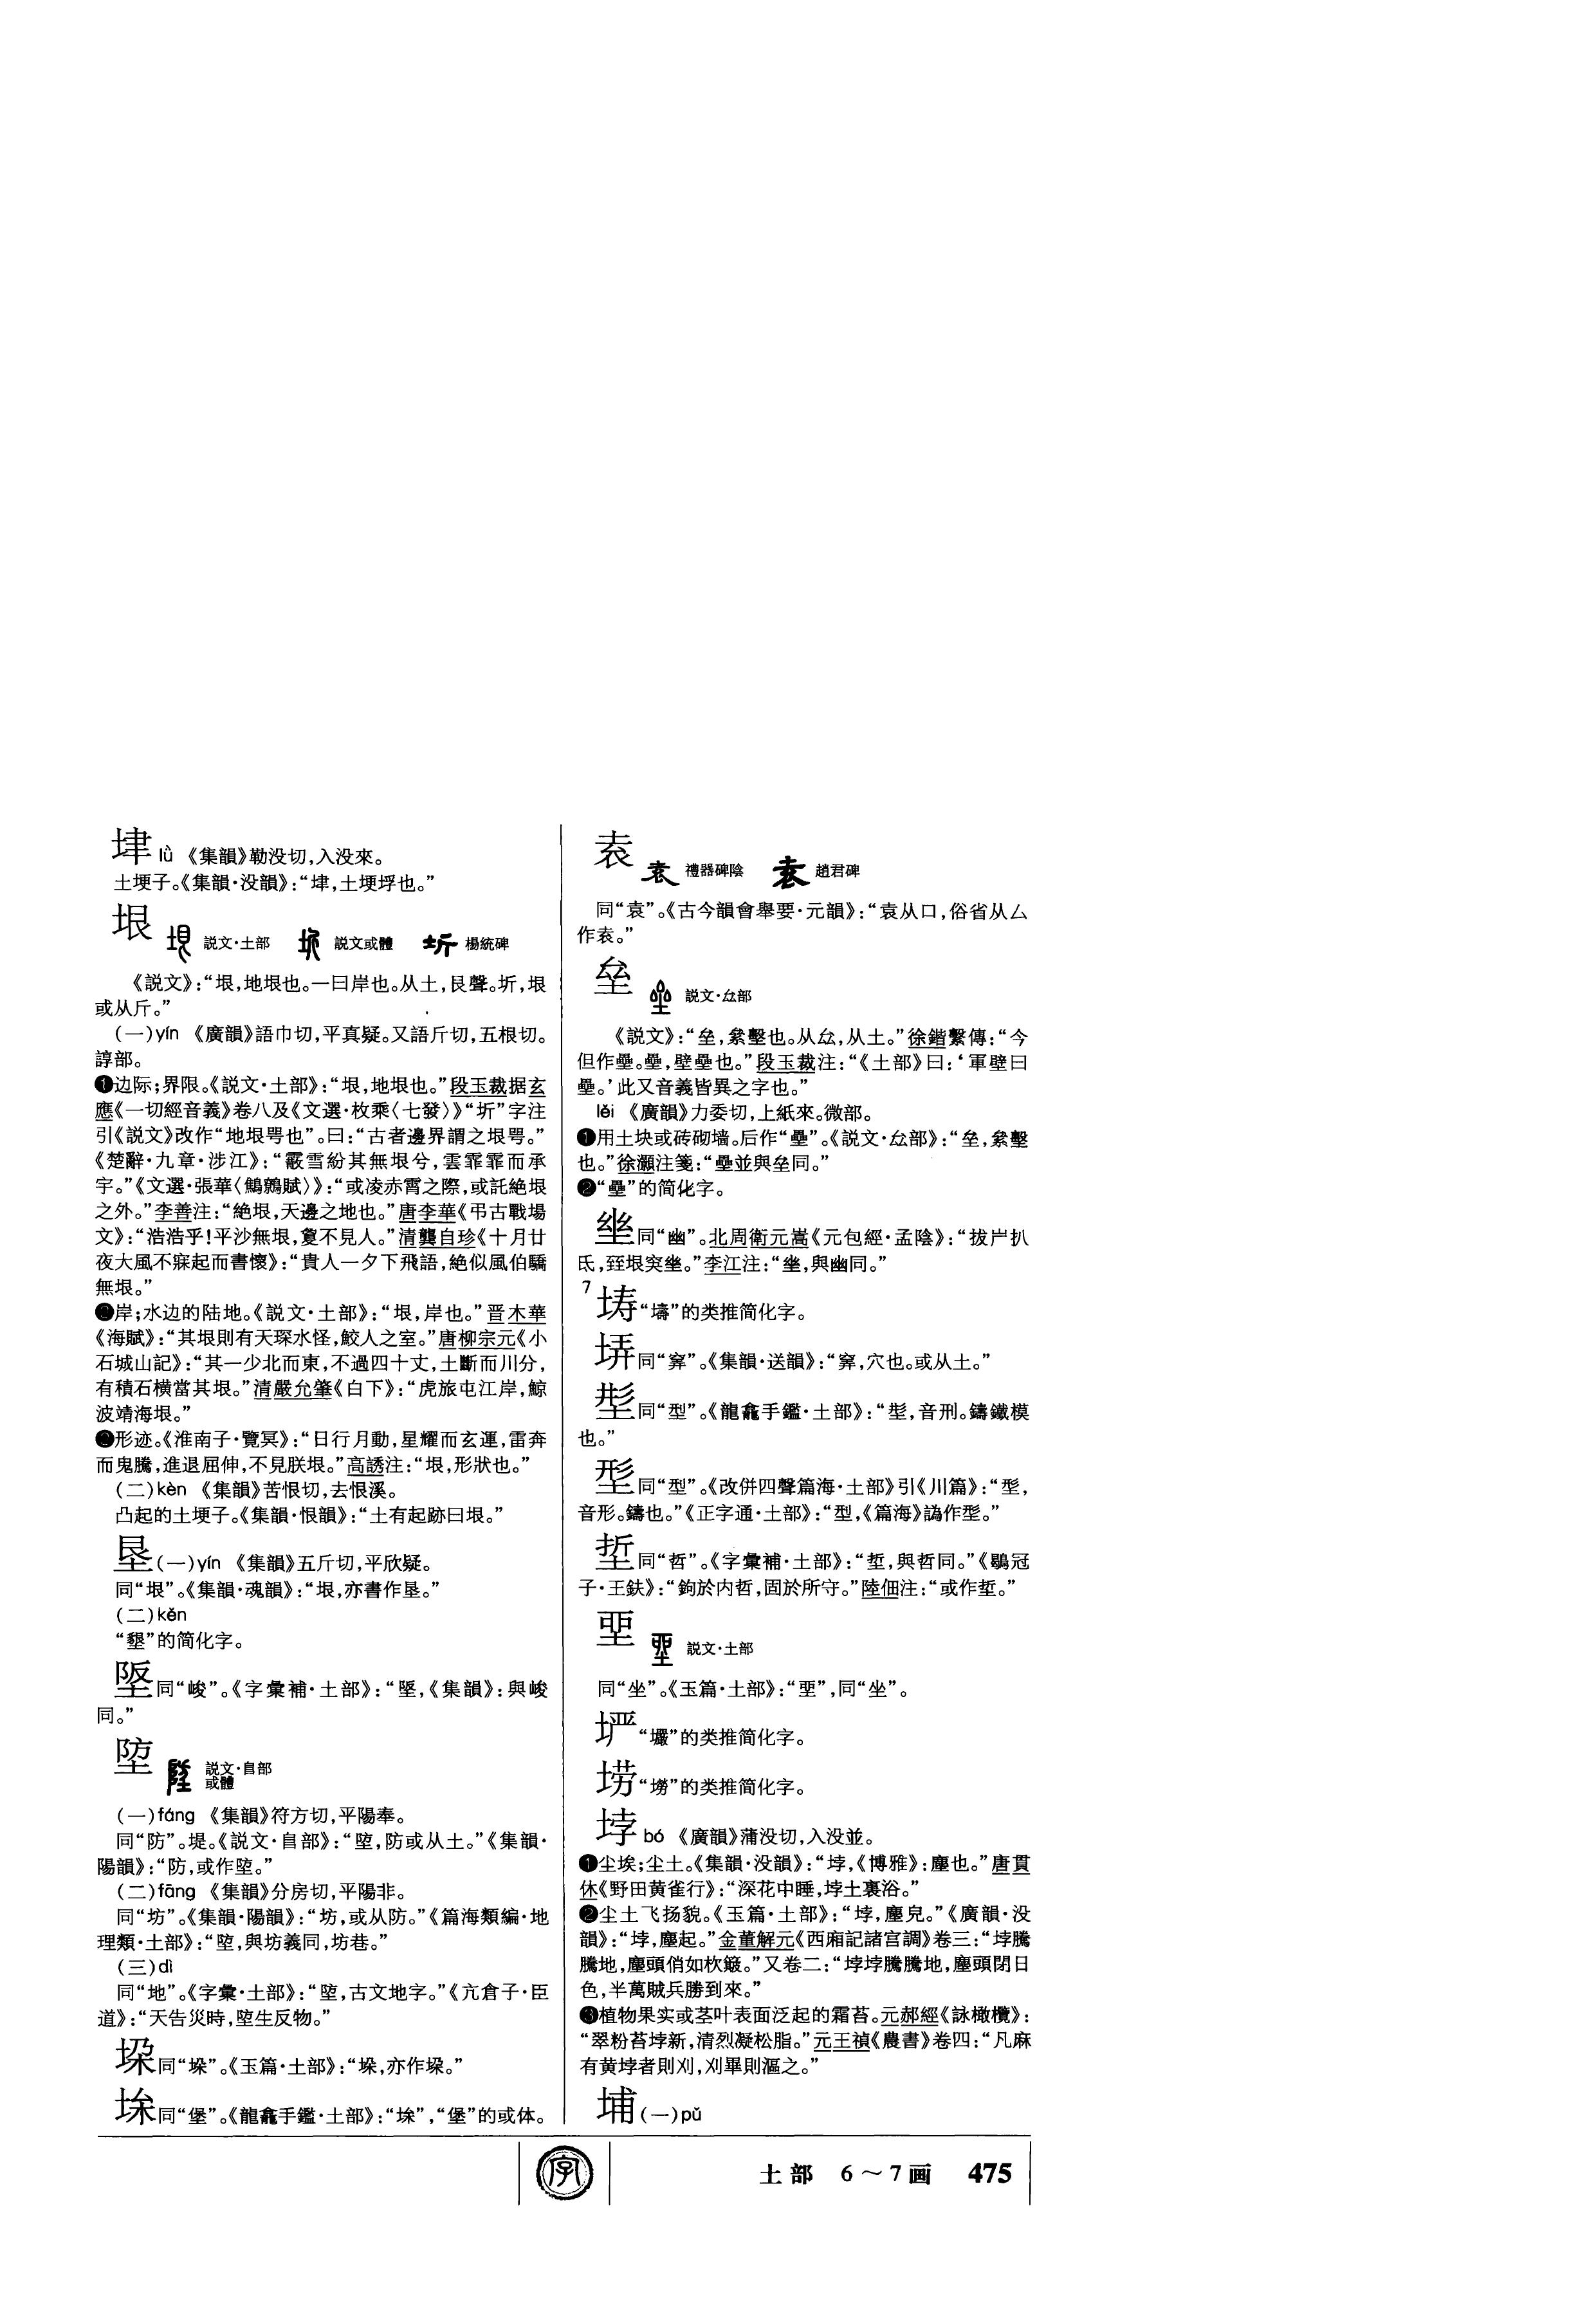 垏 lǜ 《集韻》勒没切，入没來。
土埂子。《集韻·没韻》：“垏，土埂垺也。”
垠 説文·土部 説文或體 楊統碑
《説文》：“垠，地垠也。一曰岸也。从土，艮聲。圻，垠
或从斤。”
（一）yín 《廣韻》語巾切，平真疑。又語斤切，五根切。
諄部。
❶边际；界限。《説文·土部》：“垠，地垠也。”段玉裁据玄
應《一切經音義》卷八及《文選·枚乘〈七發〉》“圻”字注
引《説文》改作“地垠咢也”。曰：“古者邊界謂之垠咢。”
《楚辭·九章·涉江》：“霰雪紛其無垠兮，雲霏霏而承
宇。”《文選·張華〈鷦鷯賦〉》：“或凌赤霄之際，或託絶垠
之外。”李善注：“絶垠，天邊之地也。”唐李華《弔古戰場
文》：“浩浩乎！平沙無垠，敻不見人。”清龔自珍《十月廿
夜大風不寐起而書懷》：“貴人一夕下飛語，絶似風伯驕
無垠。”
❷岸；水边的陆地。《説文·土部》：“垠，岸也。”晋木華
《海賦》：“其垠則有天琛水怪，鮫人之室。”唐柳宗元《小
石城山記》：“其一少北而東，不過四十丈，土斷而川分，
有積石横當其垠。”清嚴允肇《白下》：“虎旅屯江岸，鯨
波靖海垠。”
❸形迹。《淮南子·覽冥》：“日行月動，星耀而玄運，雷奔
而鬼騰，進退屈伸，不見朕垠。”高誘注：“垠，形狀也。”
（二）kèn 《集韻》苦恨切，去恨溪。
凸起的土埂子。《集韻·恨韻》：“土有起跡曰垠。”
垦（一）yín 《集韻》五斤切，平欣疑。
同“垠”。《集韻·魂韻》：“垠，亦書作垦。”
（二）kěn
“墾”的简化字。
同“峻”。《字彙補·土部》：“《集韻》：與峻
同。”
埅 説文·𨸏部
或體
（一）fáng 《集韻》符方切，平陽奉。
同“防”。堤。《説文·𨸏部》：“埅，防或从土。”《集韻·
陽韻》：“防，或作埅。”
（二）fāng 《集韻》分房切，平陽非。
同“坊”。《集韻·陽韻》：“坊，或从防。”《篇海類編·地
理類·土部》：“埅，與坊義同，坊巷。”
（三）dì
同“地”。《字彙·土部》：“埅，古文地字。”《亢倉子·臣
道》：“天告災時，埅生反物。”
垜同“垛”。《玉篇·土部》：“垛，亦作垜。”
同“堡”。《龍龕手鑑·土部》：“堡”的或体。
袁 禮器碑陰 趙君碑
同“袁”。《古今韻會舉要·元韻》：“袁从口，俗省从厶
作𡊮。”
垒 説文·厽部
《説文》：“垒，絫墼也。从厽，从土。”徐鍇繫傳：“今
但作壘。壘，壁壘也。”段玉裁注：“《土部》曰：‘軍壁曰
壘。’此又音義皆異之字也。”
lěi 《廣韻》力委切，上紙來。微部。
❶用土块或砖砌墙。后作“壘”。《説文·厽部》：“垒，絫墼
也。”徐灝注箋：“壘並與垒同。”
❷“壘”的简化字。
㘴同“幽”。北周衛元嵩《元包經·孟陰》：“拔屵扒
氐，臸垠突㘴。”李江注：“㘴，與幽同。”
7
𫭼“壔”的类推简化字。
同“穽”。《集韻·送韻》：“穽，穴也。或从土。”
同“型”。《龍龕手鑑·土部》：“音刑。鑄鐵模
也。”
同“型”。《改併四聲篇海·土部》引《川篇》：“
音形。鑄也。”《正字通·土部》：“型，《篇海》譌作。”
埑同“哲”。《字彙補·土部》：“埑，與哲同。”《鶡冠
子·王鈇》：“鉤於内哲，固於所守。”陸佃注：“或作埑。”
説文·土部
同“坐”。《玉篇·土部》：“同“坐”。
“壧”的类推简化字。
𡋤“塝”的类推简化字。
垺 bó 《廣韻》蒲没切，入没並。
❶尘埃；尘土。《集韻·没韻》：“埻，《博雅》：塵也。”唐貫
休《野田黄雀行》：“深花中睡，埻土裏浴。”
❷尘土飞扬貌。《玉篇·土部》：“埻，塵皃。”《廣韻·没
韻》：“埻，塵起。”金董解元《西廂記諸宫調》卷三：“埻騰
騰地，塵頭俏如杴簸。”又卷二：“埻埻騰騰地，塵頭閉日
色，半萬賊兵勝到來。”
❸植物果实或茎叶表面泛起的霜苔。元郝經《詠橄欖》：
“翠粉苔埻新，清烈凝松脂。”元王禎《農書》卷四：“凡麻
有黄埻者則刈，刈畢則漚之。”
埔（一）pǔ
字
土部 6～7画 475